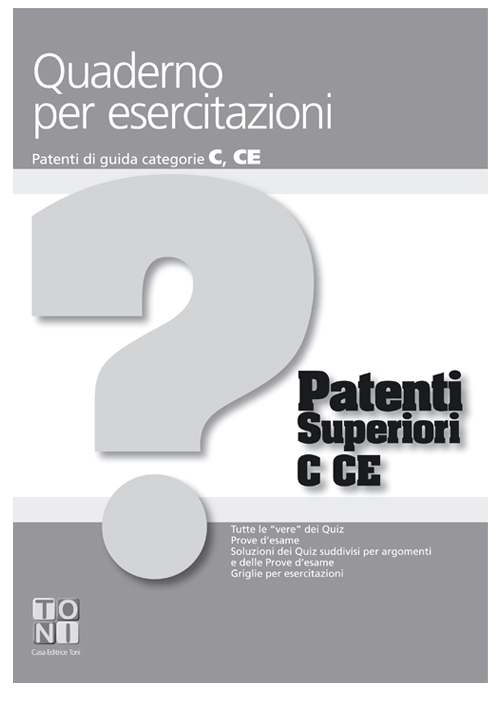 Quaderno
per esercitazioni
Patenti di guida categorie C, CE
Patenti
Superiori
C CE
Tutte le "vere" dei Quiz
Prove d'esame
Soluzioni dei Quiz suddivisi per argomenti
e delle Prove d'esame
Griglie per esercitazioni
TO
NI
Casa Editrice Toni